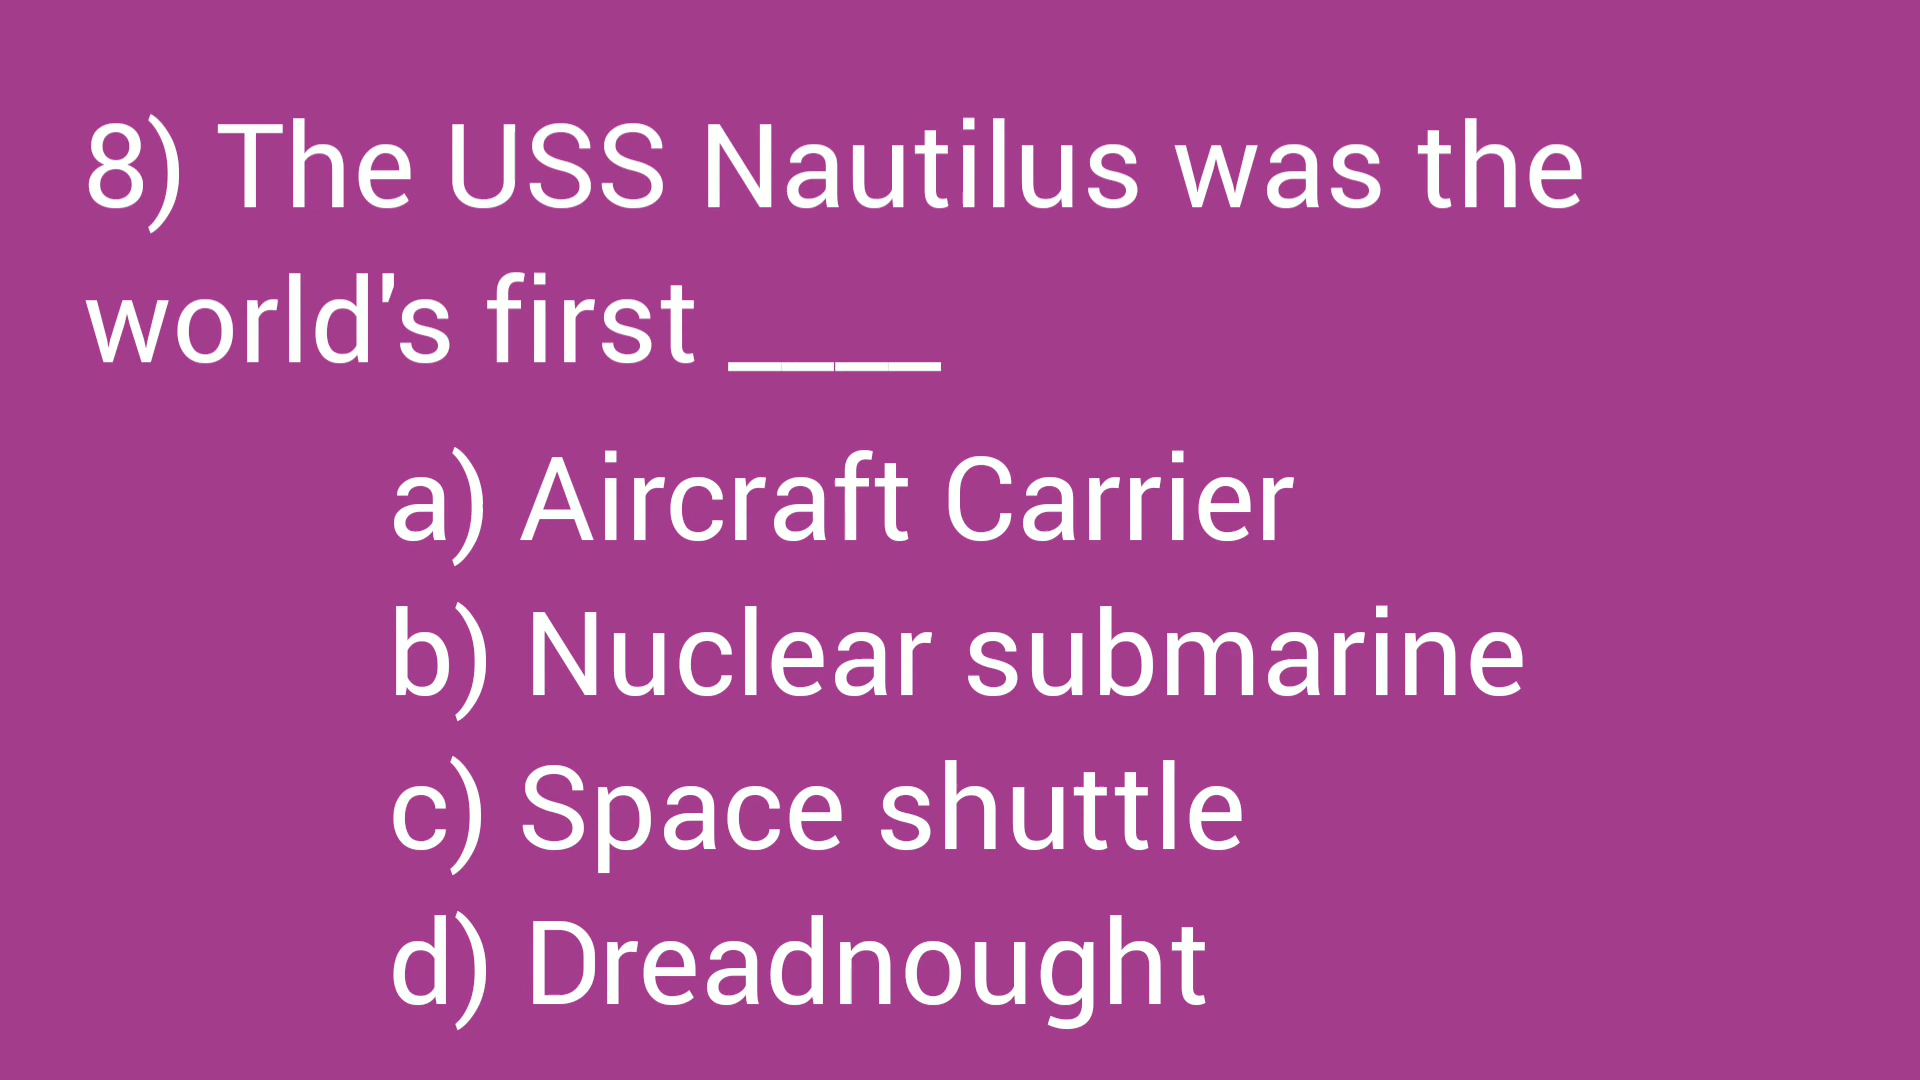 8) The USS Nautilus was the
world's first ____
a) Aircraft Carrier
b) Nuclear submarine
c) Space shuttle
d) Dreadnought